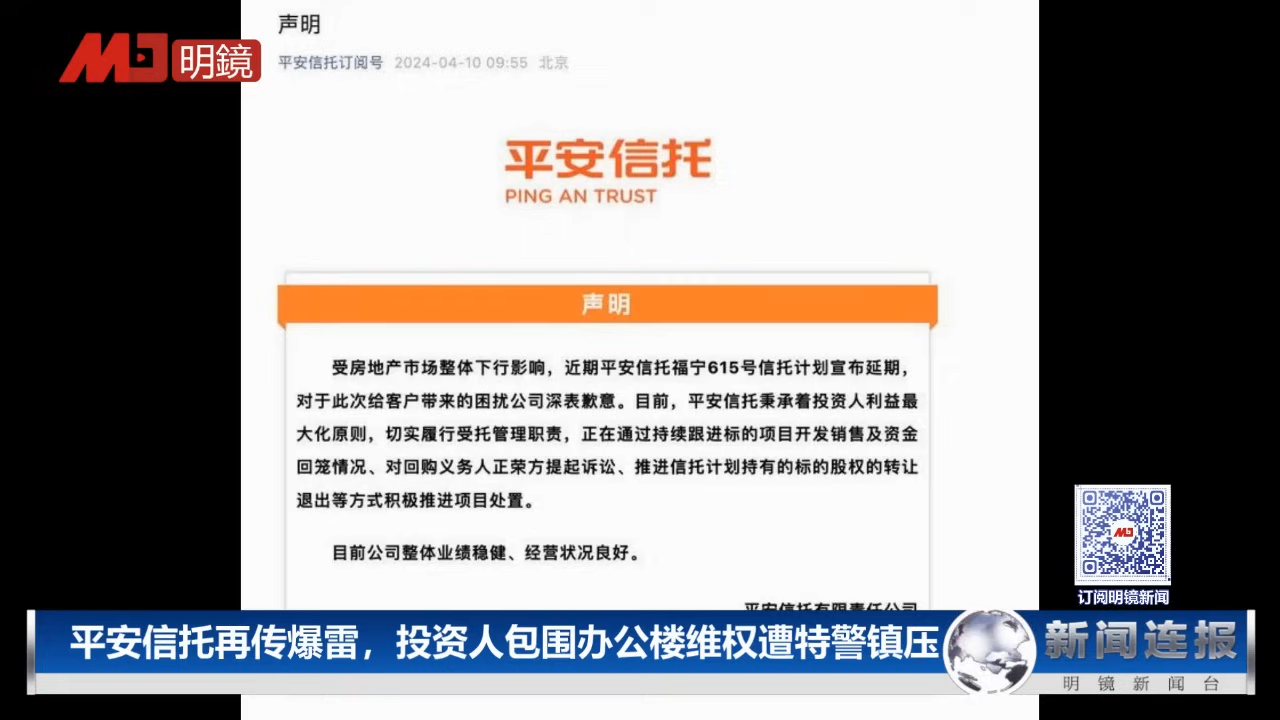 声明
平安信托订阅号 2024-04-10 09:55 北京
明鏡
平安信托
PING AN TRUST
声明
受房地产市场整体下行影响，近期平安信托福宁615号信托计划宣布延期，
对于此次给客户带来的困扰公司深表歉意。目前，平安信托秉承着投资人利益最
大化原则，切实履行受托管理职责，正在通过持续跟进标的项目开发销售及资金
回笼情况、对回购义务人正荣方提起诉讼、推进信托计划持有的标的股权的转让
退出等方式积极推进项目处置。
目前公司整体业绩稳健、经营状况良好。
平安信托有限责任公司
订阅明镜新闻
平安信托再传爆雷，投资人包围办公楼维权遭特警镇压
新闻连报
明镜新闻台